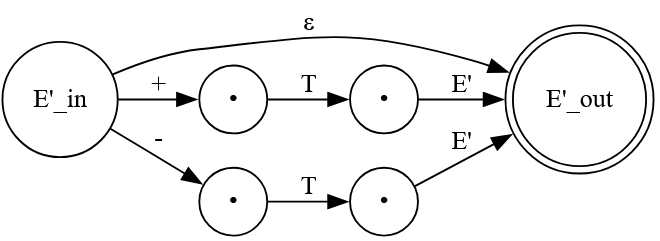 ε
E'_in + • T • E' E'_out
- • T • E'